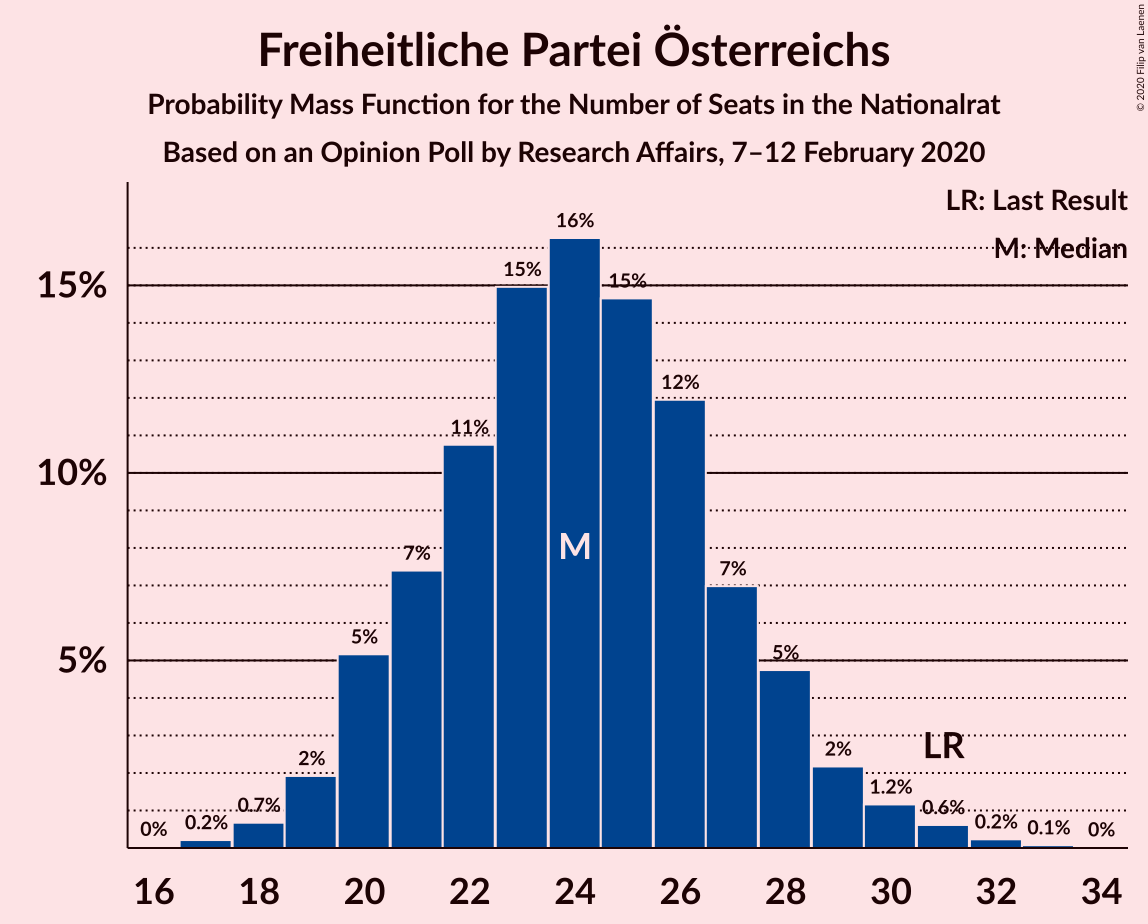 Freiheitliche Partei Österreichs
Probability Mass Function for the Number of Seats in the Nationalrat
Based on an Opinion Poll by Research Affairs, 7–12 February 2020
© 2020 Filip van Laenen
LR: Last Result
M: Median
15%
10%
5%
0%
0.2%
0.7%
2%
5%
7%
11%
15%
16%
15%
12%
7%
5%
2%
1.2%
0.6%
0.2%
0.1%
0%
M
LR
16 18 20 22 24 26 28 30 32 34